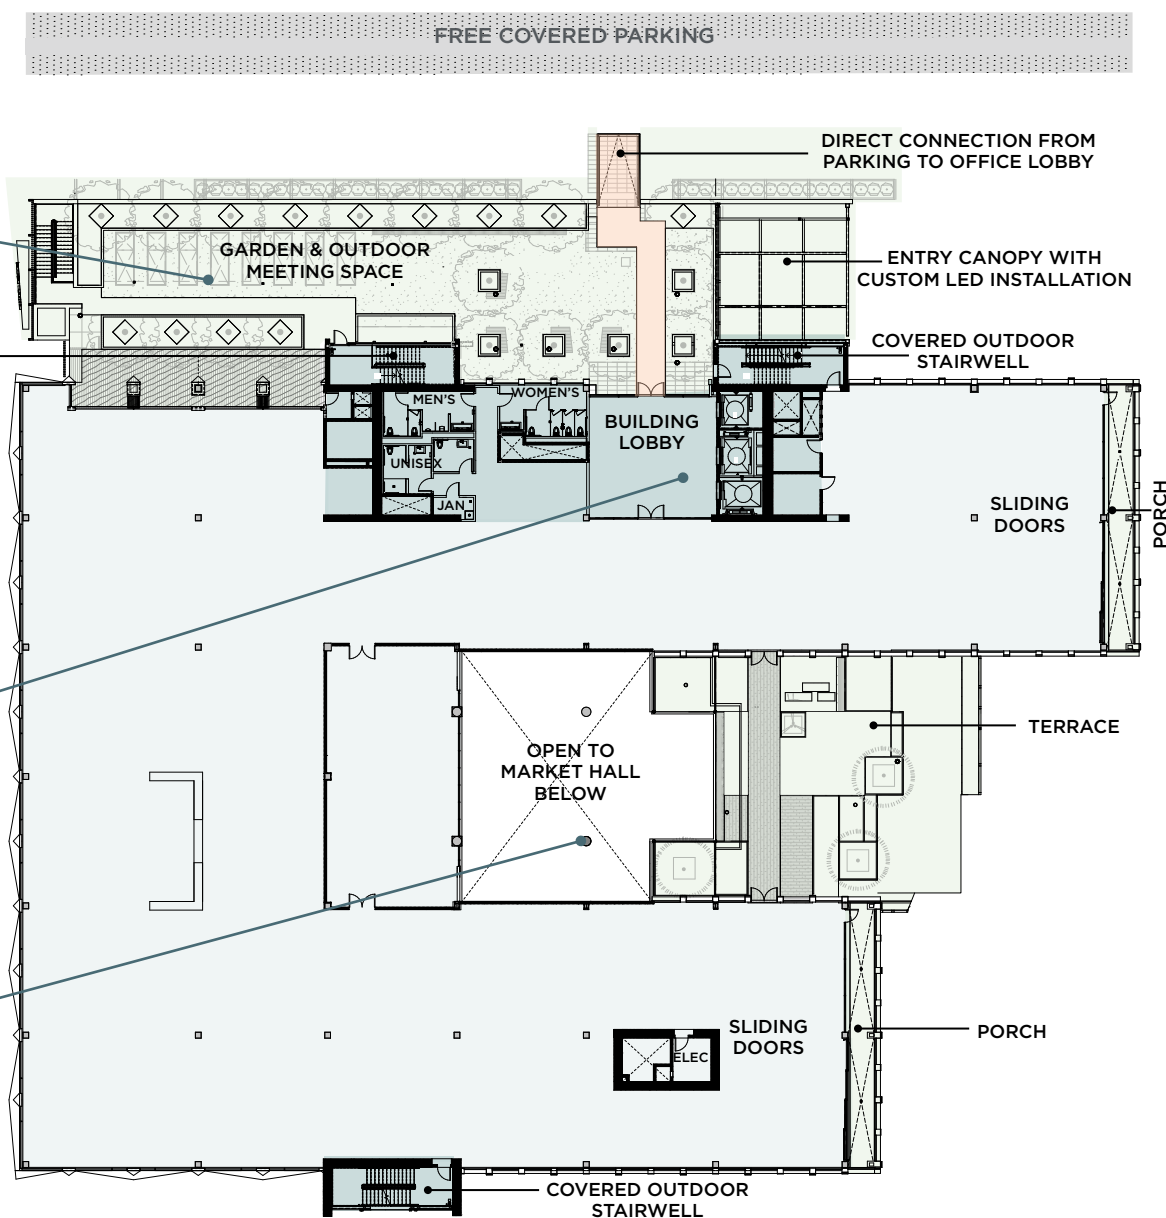 FREE COVERED PARKING
DIRECT CONNECTION FROM
PARKING TO OFFICE LOBBY
GARDEN & OUTDOOR
MEETING SPACE
ENTRY CANOPY WITH
CUSTOM LED INSTALLATION
COVERED OUTDOOR
STAIRWELL
MEN'S
WOMEN'S
BUILDING
LOBBY
UNISEX
JAN
SLIDING
DOORS
PORCH
OPEN TO
MARKET HALL
BELOW
TERRACE
SLIDING
DOORS
ELEC
PORCH
COVERED OUTDOOR
STAIRWELL